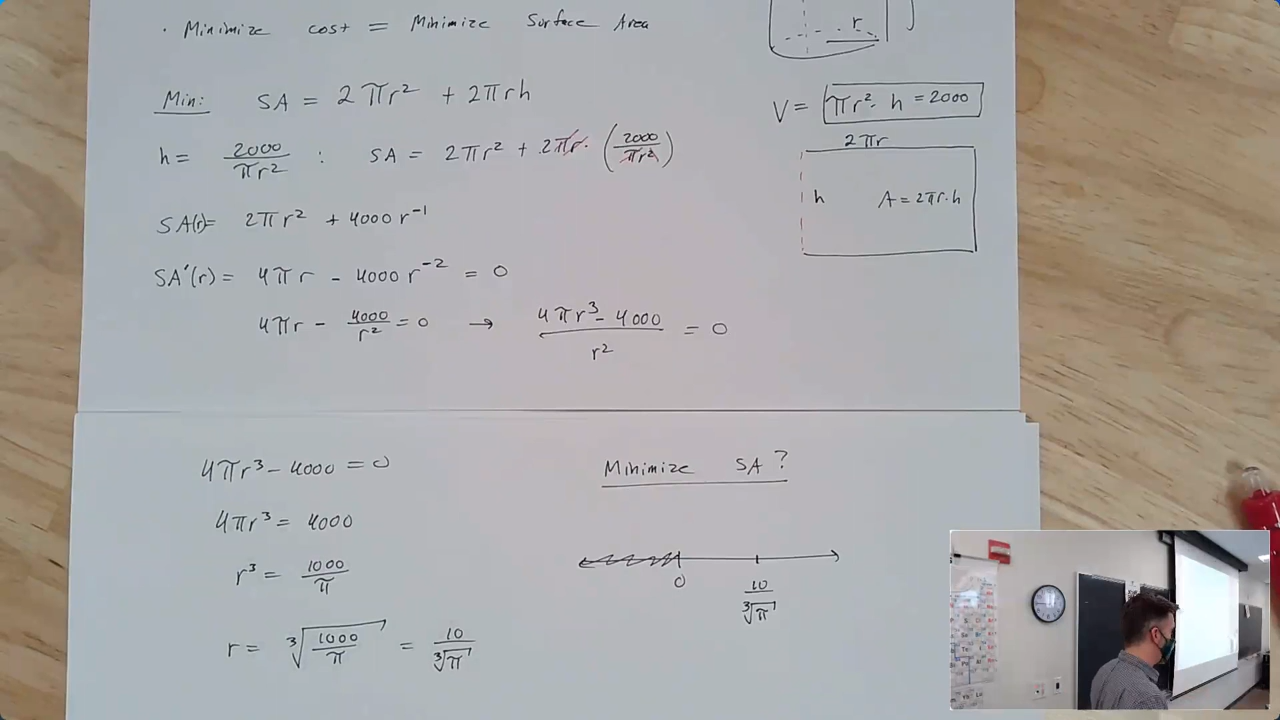 · Minimize cost = Minimize Surface Area
r
Min: SA = 2πr² + 2πrh
V = πr² · h = 2000
h = 2000/πr² : SA = 2πr² + 2πr · (2000/πr²)
2πr
h A = 2πr·h
SA(r) = 2πr² + 4000 r⁻¹
SA'(r) = 4πr - 4000 r⁻² = 0
4πr - 4000/r² = 0 → (4πr³ - 4000)/r² = 0
4πr³ - 4000 = 0
4πr³ = 4000
r³ = 1000/π
r = ∛(1000/π) = 10/∛π
Minimize SA?
0 10/∛π